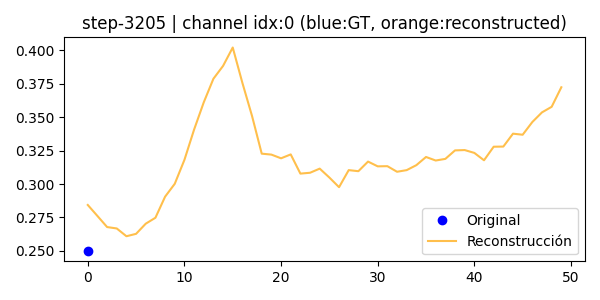 step-3205 | channel idx:0 (blue:GT, orange:reconstructed)
0.400
0.375
0.350
0.325
0.300
0.275
0.250
Original
Reconstrucción
0 10 20 30 40 50